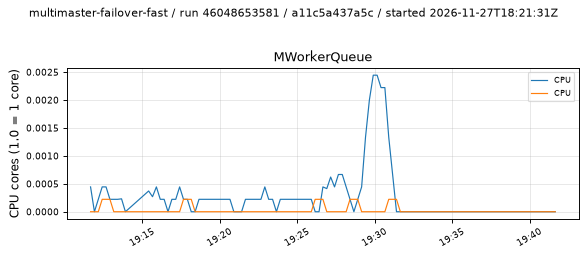 multimaster-failover-fast / run 46048653581 / a11c5a437a5c / started 2026-11-27T18:21:31Z
MWorkerQueue
CPU cores (1.0 = 1 core)
0.0025
0.0020
0.0015
0.0010
0.0005
0.0000
CPU
CPU
19:15
19:20
19:25
19:30
19:35
19:40